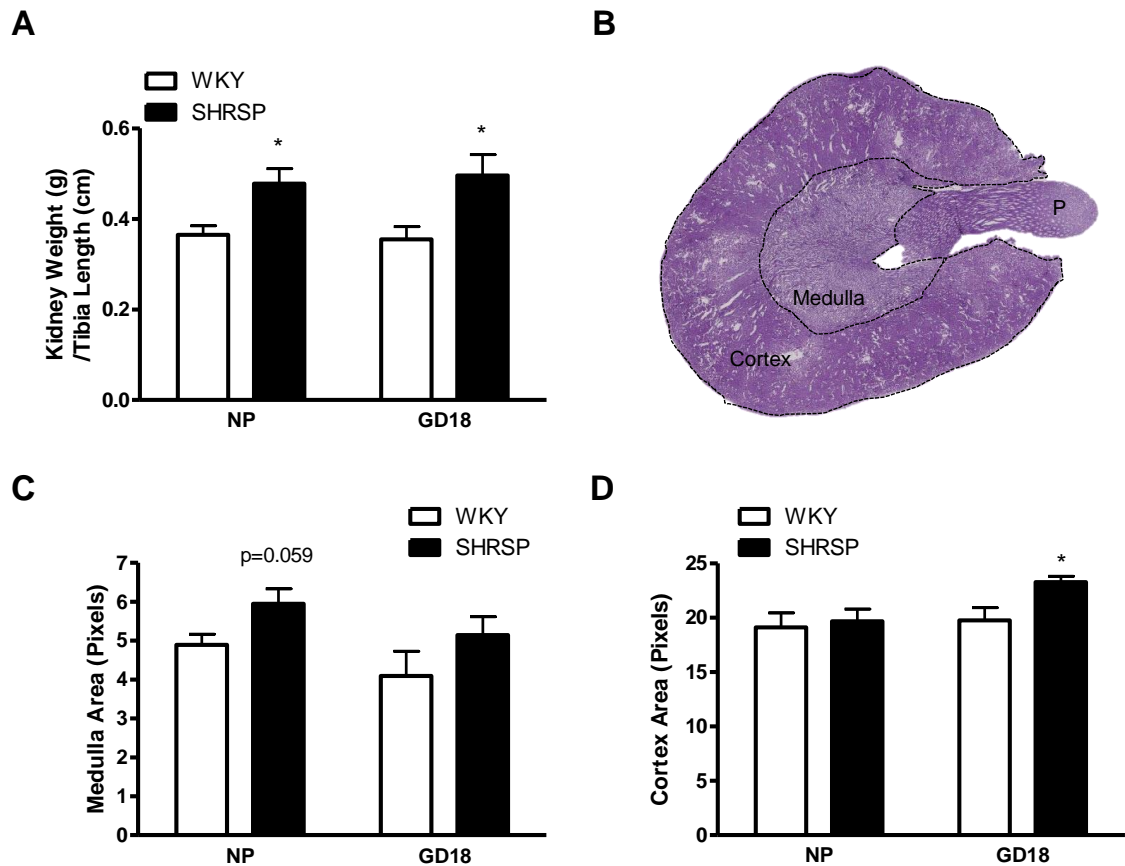 A
WKY
SHRSP
Kidney Weight (g)
/Tibia Length (cm)
0.6
0.4
0.2
0.0
*
*
NP
GD18
B
P
Medulla
Cortex
C
WKY
SHRSP
Medulla Area (Pixels)
7
6
5
4
3
2
1
0
p=0.059
NP
GD18
D
WKY
SHRSP
Cortex Area (Pixels)
25
20
15
10
5
0
*
NP
GD18